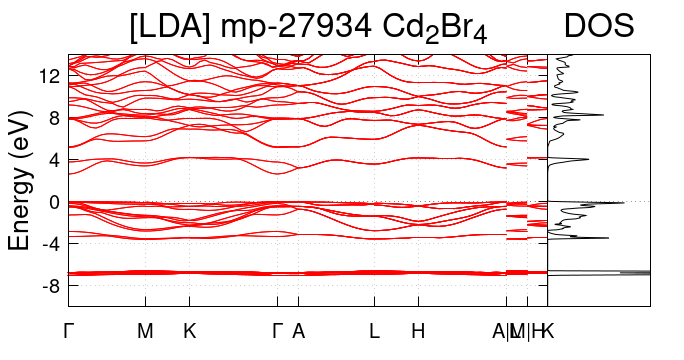 [LDA] mp-27934 Cd₂Br₄ DOS
Energy (eV)
12
8
4
0
-4
-8
Γ M K Γ A L H A|L M|H K